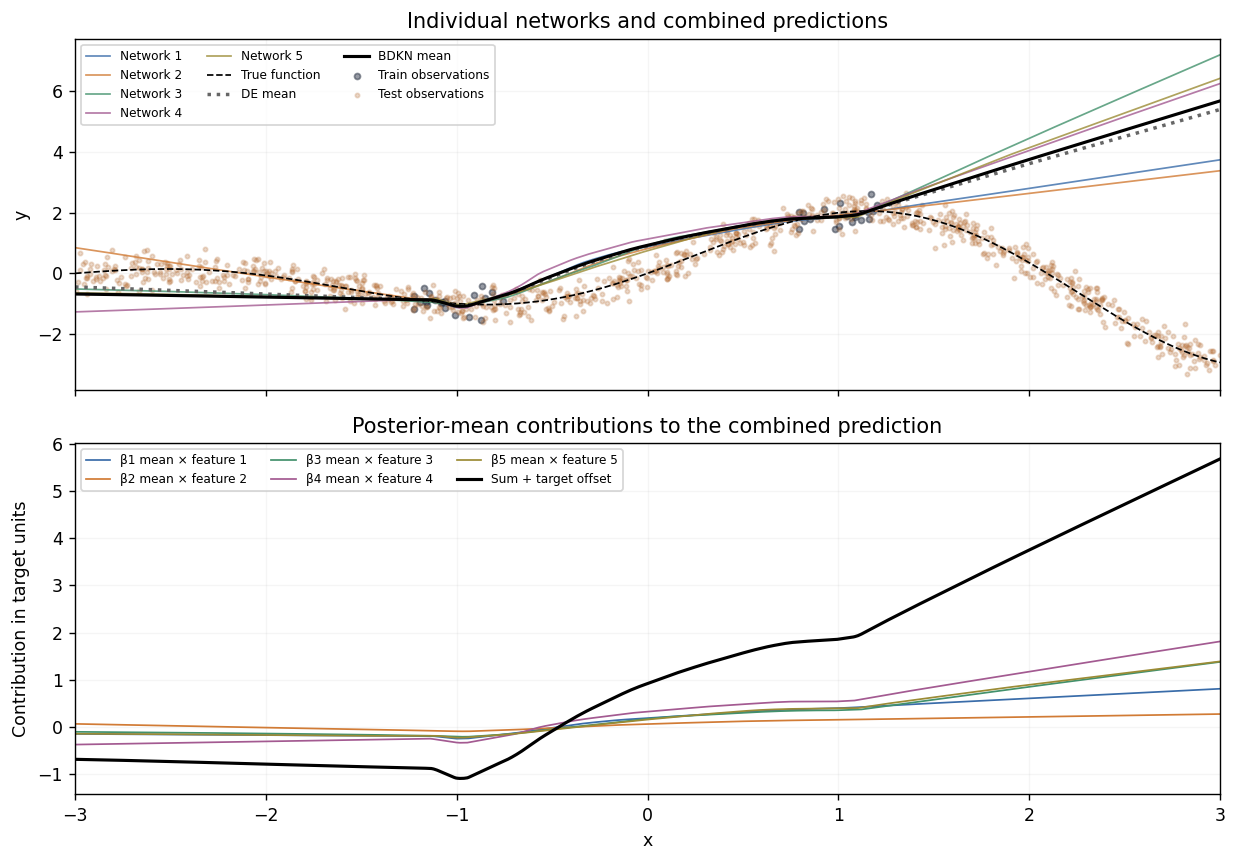 Individual networks and combined predictions
Network 1
Network 2
Network 3
Network 4
Network 5
True function
DE mean
BDKN mean
Train observations
Test observations
6
4
2
0
−2
y
Posterior-mean contributions to the combined prediction
β1 mean × feature 1
β2 mean × feature 2
β3 mean × feature 3
β4 mean × feature 4
β5 mean × feature 5
Sum + target offset
6
5
4
3
2
1
0
−1
Contribution in target units
−3 −2 −1 0 1 2 3
x